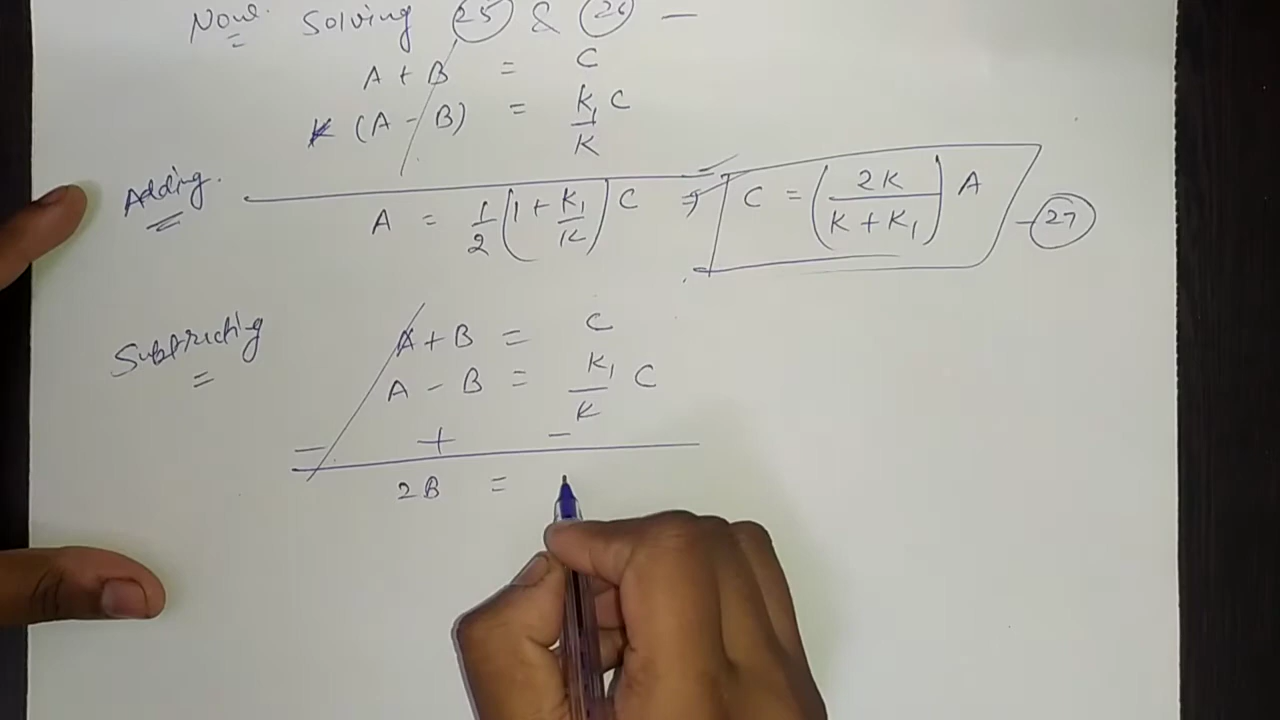 Now. Solving (25) & (26) —
A + B = C
K (A - B) = K₁/K C
Adding. A = 1/2 (1 + K₁/K) C ⇒ C = (2K/(K + K₁)) A — (27)
Subtracting A + B = C
A - B = K₁/K C
- + -
2B =